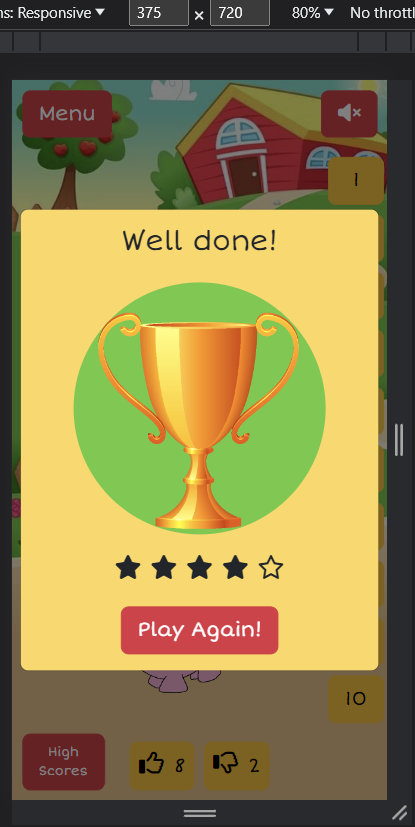 ns: Responsive ▼ 375 × 720 80% ▼ No thrott
Menu
1
Well done!
Play Again!
10
High
Scores
8
2